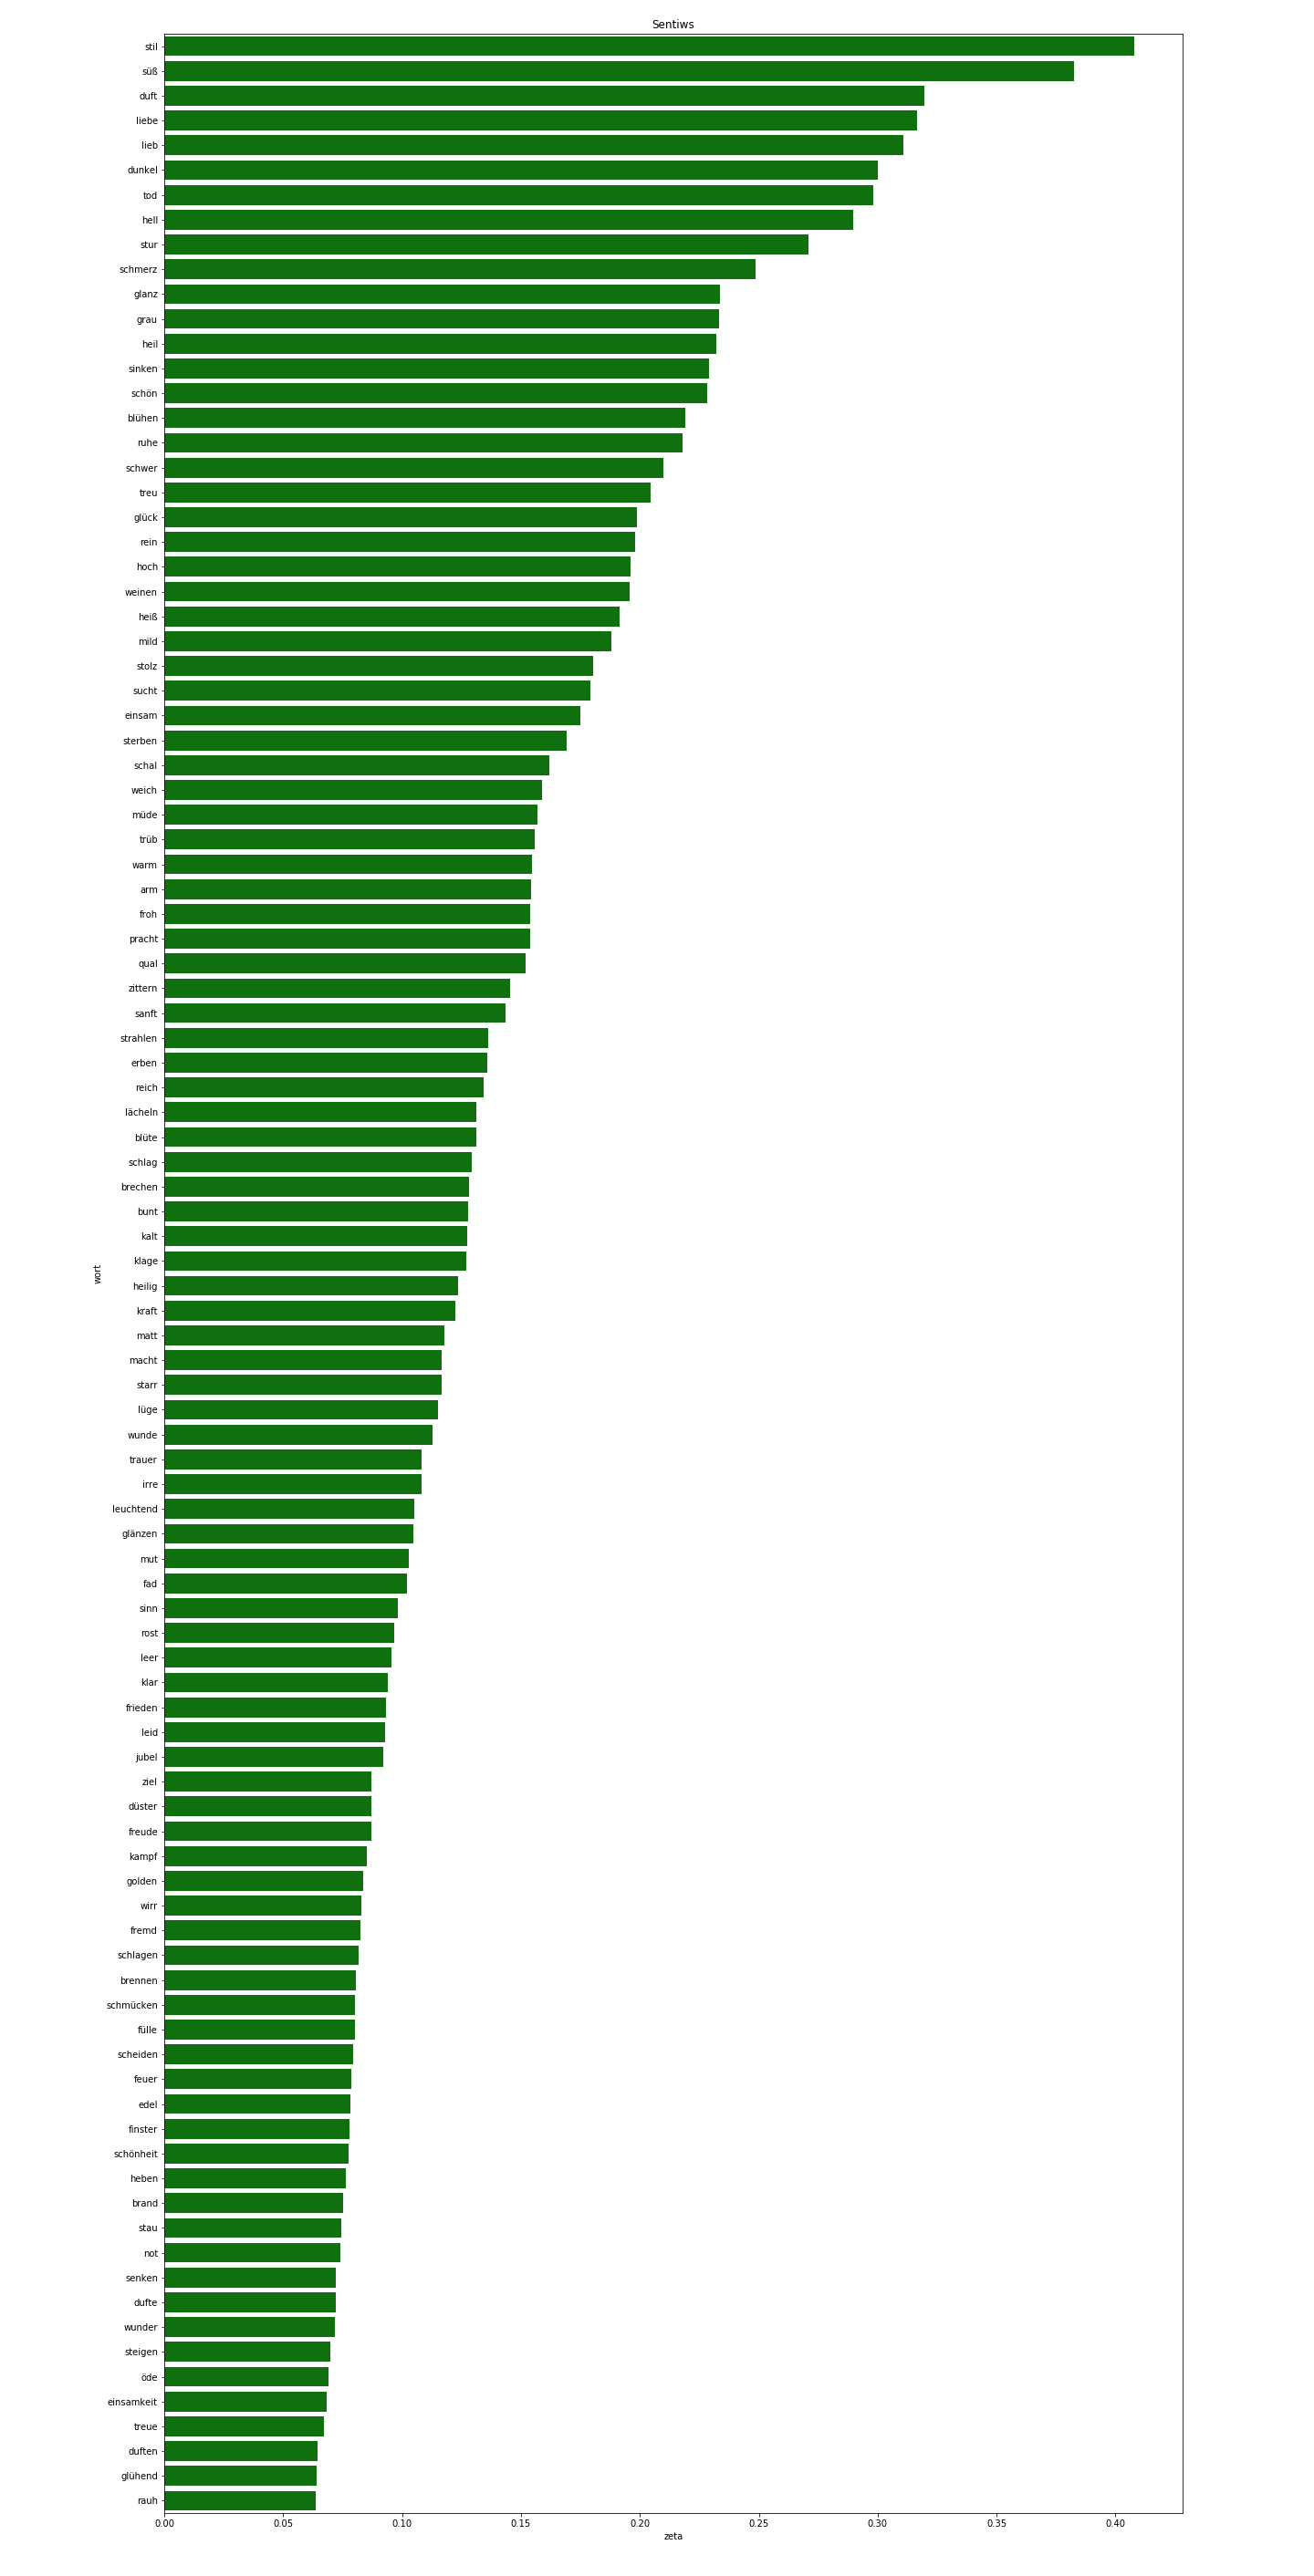 Sentiws
stil
süß
duft
liebe
lieb
dunkel
tod
hell
stur
schmerz
glanz
grau
heil
sinken
schön
blühen
ruhe
schwer
treu
glück
rein
hoch
weinen
heiß
mild
stolz
sucht
einsam
sterben
schal
weich
müde
trüb
warm
arm
froh
pracht
qual
zittern
sanft
strahlen
erben
reich
lächeln
blüte
schlag
brechen
bunt
kalt
klage
heilig
kraft
matt
macht
starr
lüge
wunde
trauer
irre
leuchtend
glänzen
mut
fad
sinn
rost
leer
klar
frieden
leid
jubel
ziel
düster
freude
kampf
golden
wirr
fremd
schlagen
brennen
schmücken
fülle
scheiden
feuer
edel
finster
schönheit
heben
brand
stau
not
senken
dufte
wunder
steigen
öde
einsamkeit
treue
duften
glühend
rauh
wort
0.00 0.05 0.10 0.15 0.20 0.25 0.30 0.35 0.40
zeta